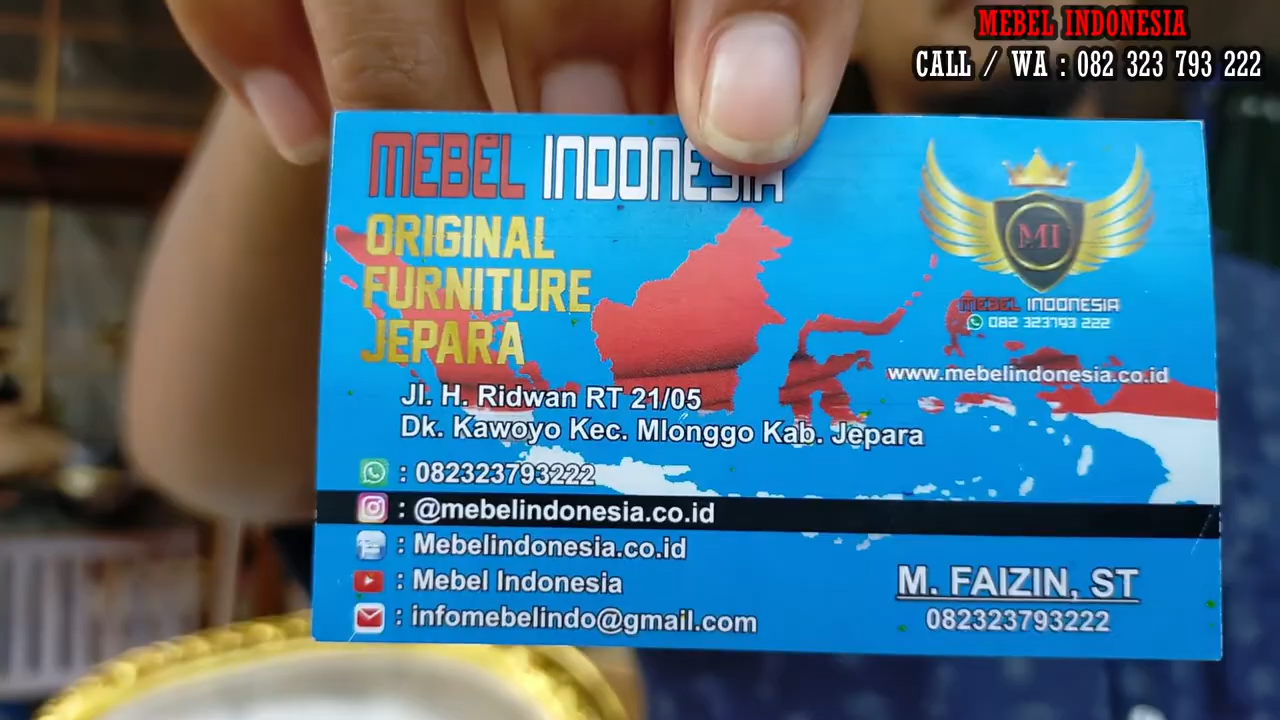 MEBEL INDONESIA
CALL / WA : 082 323 793 222
MEBEL INDONESIA
ORIGINAL
FURNITURE
JEPARA
Jl. H. Ridwan RT 21/05
Dk. Kawoyo Kec. Mlonggo Kab. Jepara
: 082323793222
: @mebelindonesia.co.id
: Mebelindonesia.co.id
: Mebel Indonesia
: infomebelindo@gmail.com
MI
MEBEL INDONESIA
082 323793 222
www.mebelindonesia.co.id
M. FAIZIN, ST
082323793222